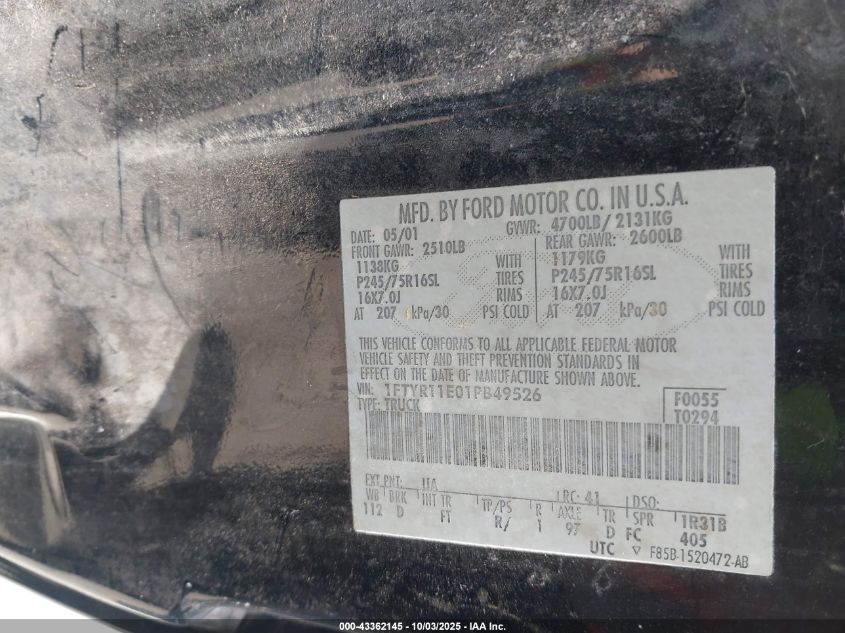 MFD. BY FORD MOTOR CO. IN U.S.A.
DATE: 05/01 GVWR: 4700LB/ 2131KG
FRONT GAWR: 2510LB REAR GAWR: 2600LB
1138KG WITH 1179KG WITH
P245/75R16SL TIRES P245/75R16SL TIRES
16X7.0J RIMS 16X7.0J RIMS
AT 207 kPa/30 PSI COLD AT 207 kPa/30 PSI COLD
THIS VEHICLE CONFORMS TO ALL APPLICABLE FEDERAL MOTOR
VEHICLE SAFETY AND THEFT PREVENTION STANDARDS IN
EFFECT ON THE DATE OF MANUFACTURE SHOWN ABOVE.
VIN: 1FTYR11E01PB49526 F0055
TYPE: TRUCK T0294
EXT PNT: RC: 41 DSO:
WB BRK INT TR TP/PS R AXLE TR SPR 1R31B
112 D FT R/ 1 97 D FC 405
UTC ▽ F85B-1520472-AB
000-43362145 - 10/03/2025 - IAA Inc.